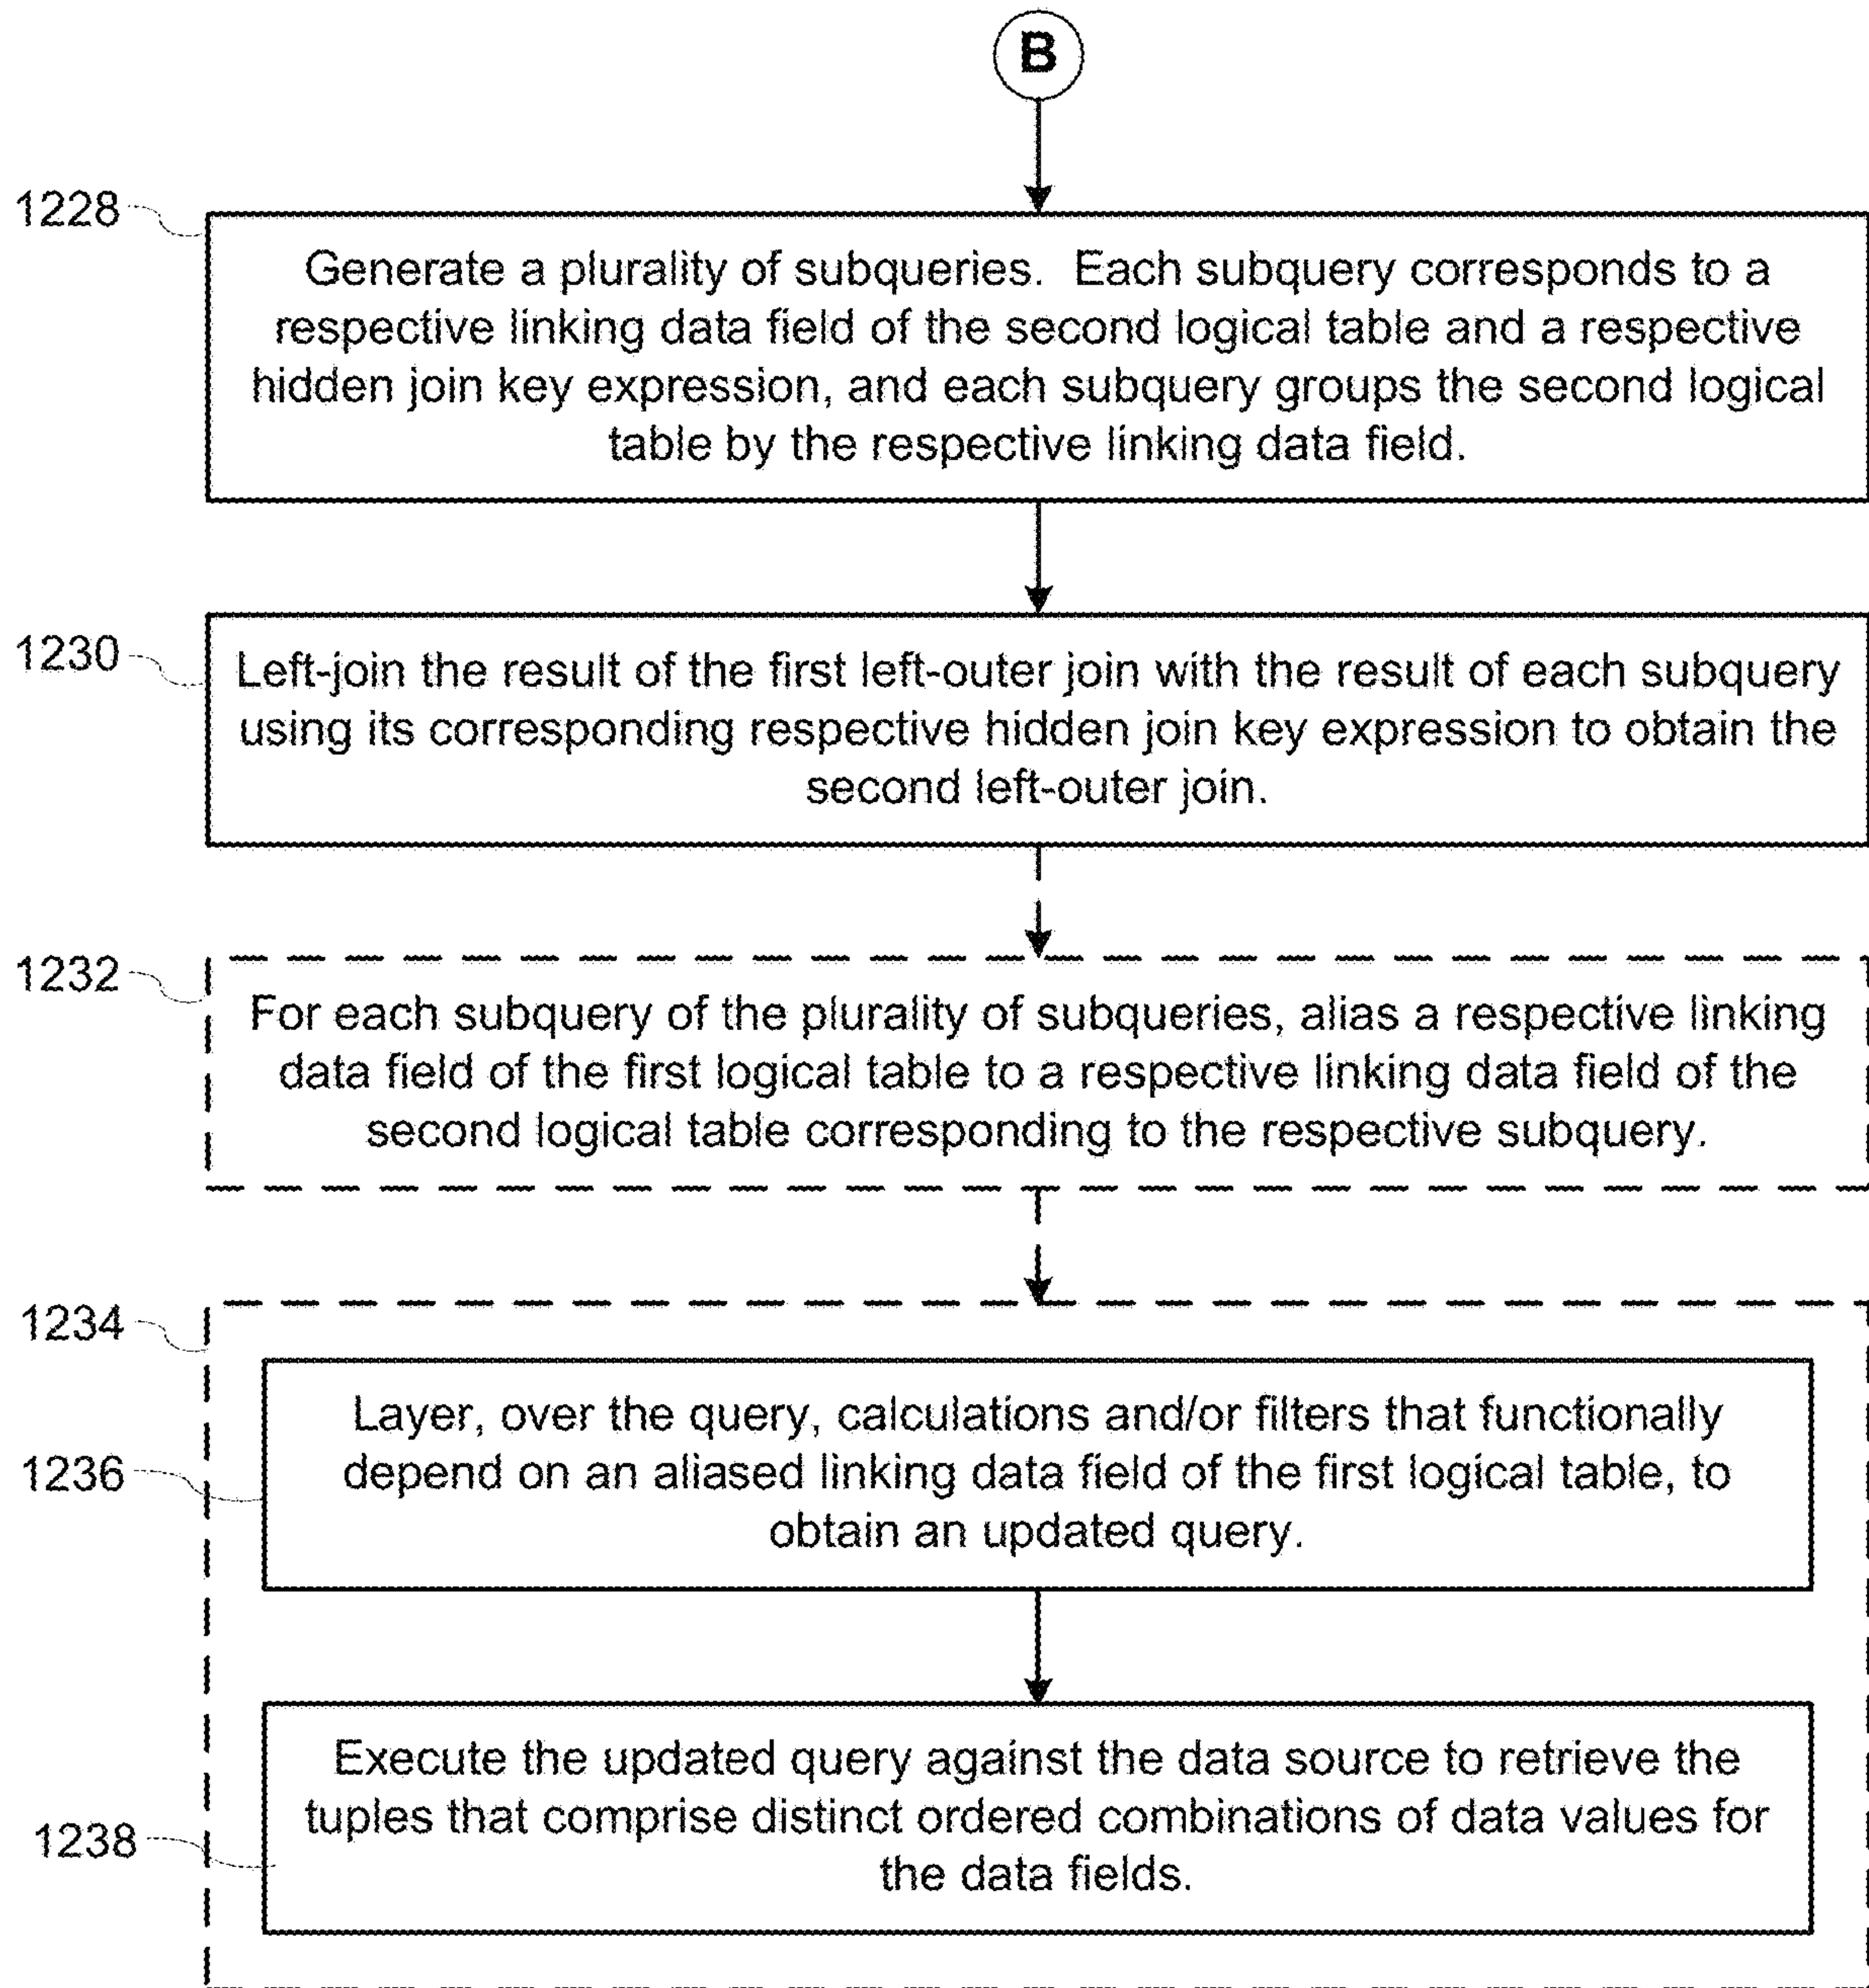 B
1228
Generate a plurality of subqueries. Each subquery corresponds to a
respective linking data field of the second logical table and a respective
hidden join key expression, and each subquery groups the second logical
table by the respective linking data field.
1230
Left-join the result of the first left-outer join with the result of each subquery
using its corresponding respective hidden join key expression to obtain the
second left-outer join.
1232
For each subquery of the plurality of subqueries, alias a respective linking
data field of the first logical table to a respective linking data field of the
second logical table corresponding to the respective subquery.
1234
1236
Layer, over the query, calculations and/or filters that functionally
depend on an aliased linking data field of the first logical table, to
obtain an updated query.
1238
Execute the updated query against the data source to retrieve the
tuples that comprise distinct ordered combinations of data values for
the data fields.